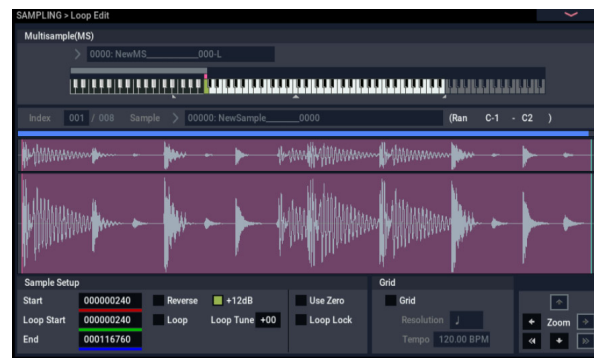 SAMPLING > Loop Edit
Multisample(MS)
0000: NewMS__________000-L
Index 001 / 008 Sample 00000: NewSample_______0000 (Ran C-1 - C2 )
Sample Setup Grid
Start 000000240 Reverse +12dB Use Zero Grid
Loop Start 000000240 Loop Loop Tune +00 Loop Lock Resolution ♩ Zoom
End 000116760 Tempo 120.00 BPM